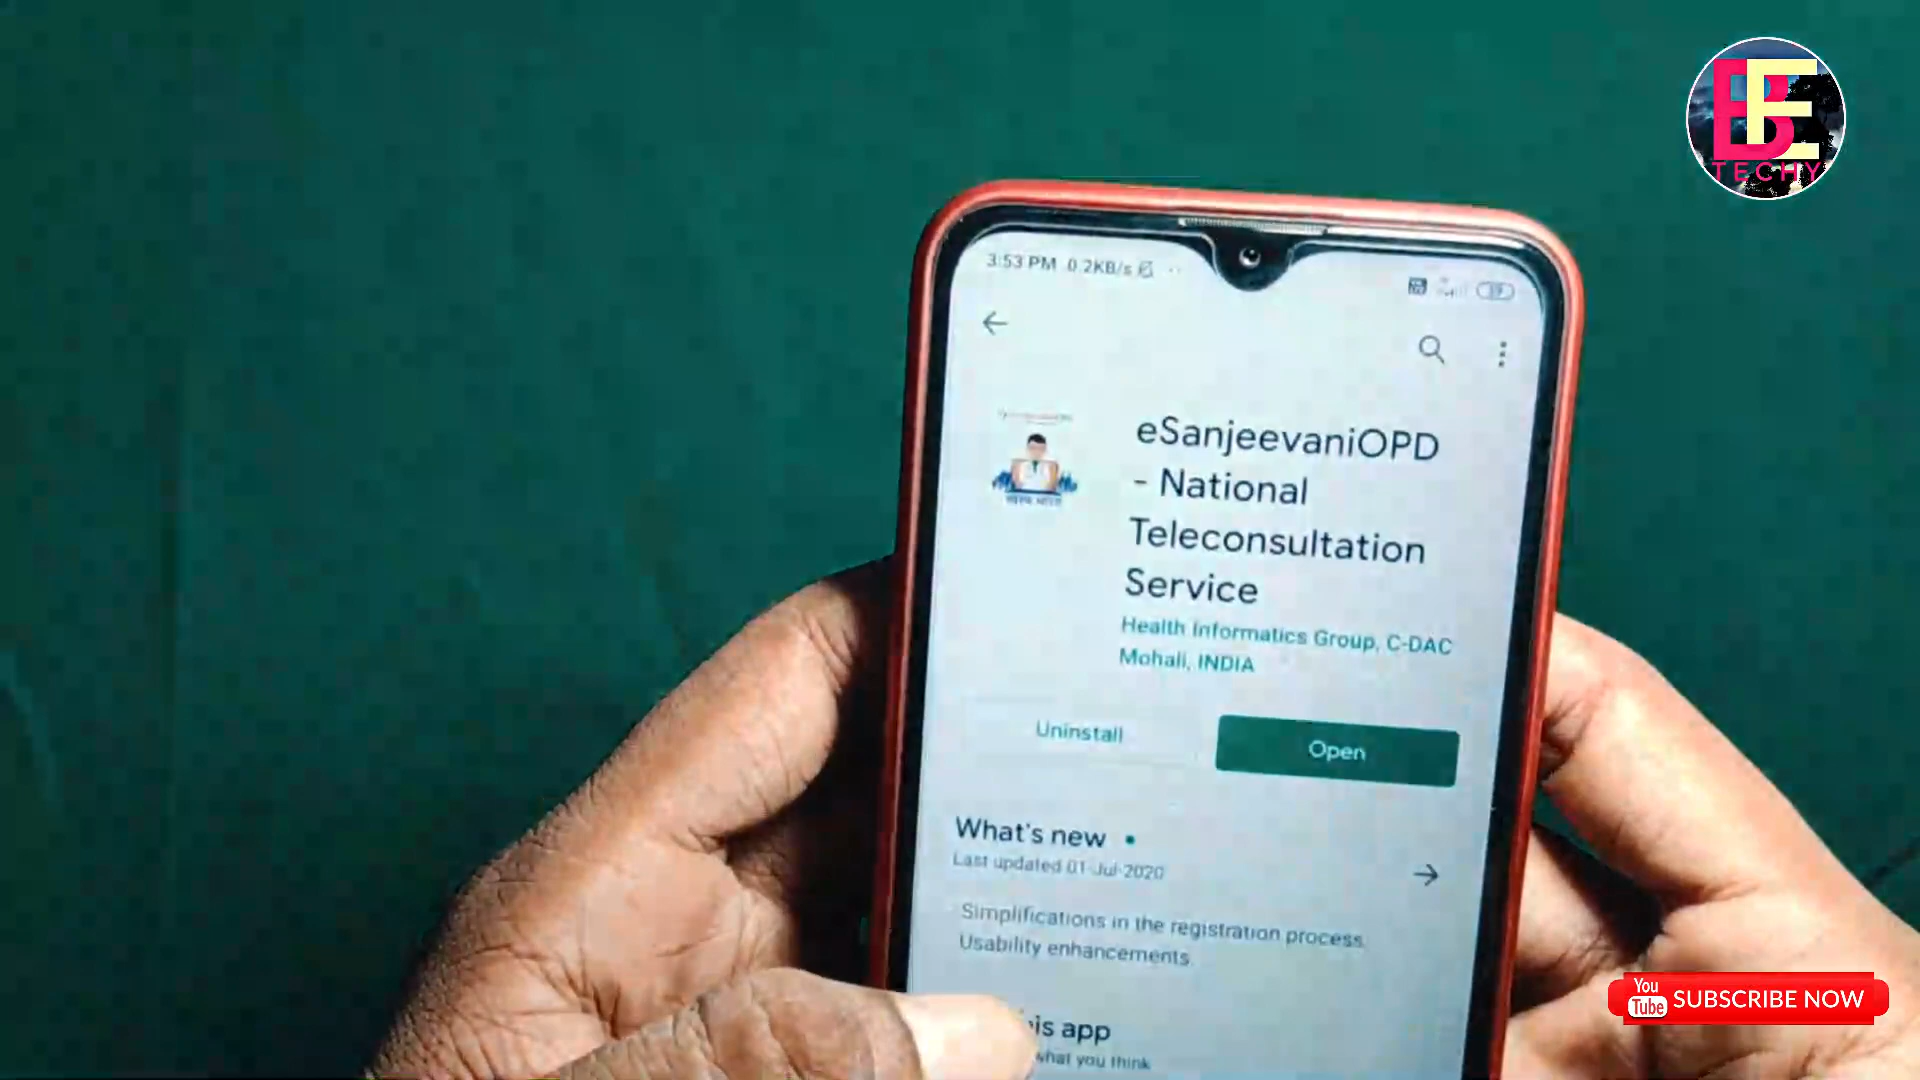 BE
TECHY
3:53 PM 0.2KB/s
eSanjeevaniOPD
- National
Teleconsultation
Service
Health Informatics Group, C-DAC
Mohali, INDIA
Uninstall
Open
What's new
Last updated 01-Jul-2020
Simplifications in the registration process.
Usability enhancements.
is app
what you think
You
Tube
SUBSCRIBE NOW